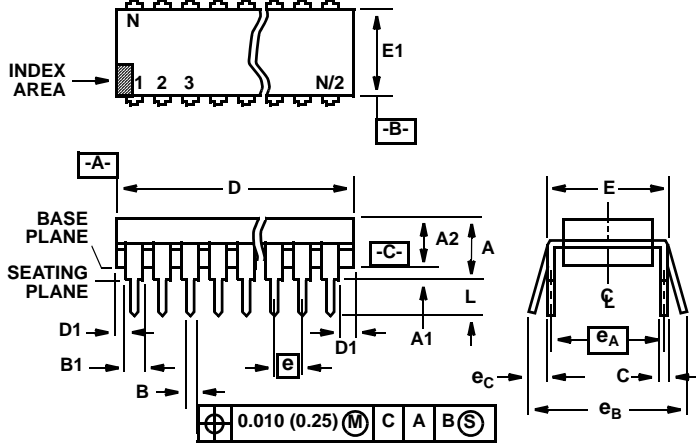 N
E1
INDEX
AREA
1 2 3 N/2
-B-
-A-
D
E
BASE
PLANE
A2
A
-C-
SEATING
PLANE
L
C L
D1
A1
D1
e
eA
B1
eC
C
B
eB
0.010 (0.25) M C A B S